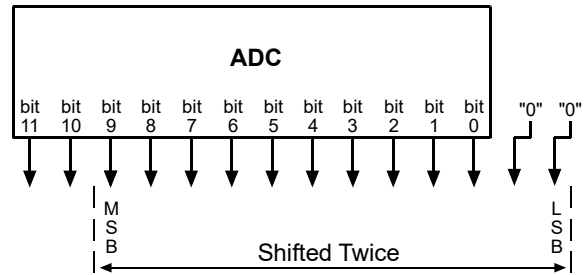 ADC
bit bit bit bit bit bit bit bit bit bit bit bit "0" "0"
11 10 9 8 7 6 5 4 3 2 1 0
M L
S S
B B
Shifted Twice